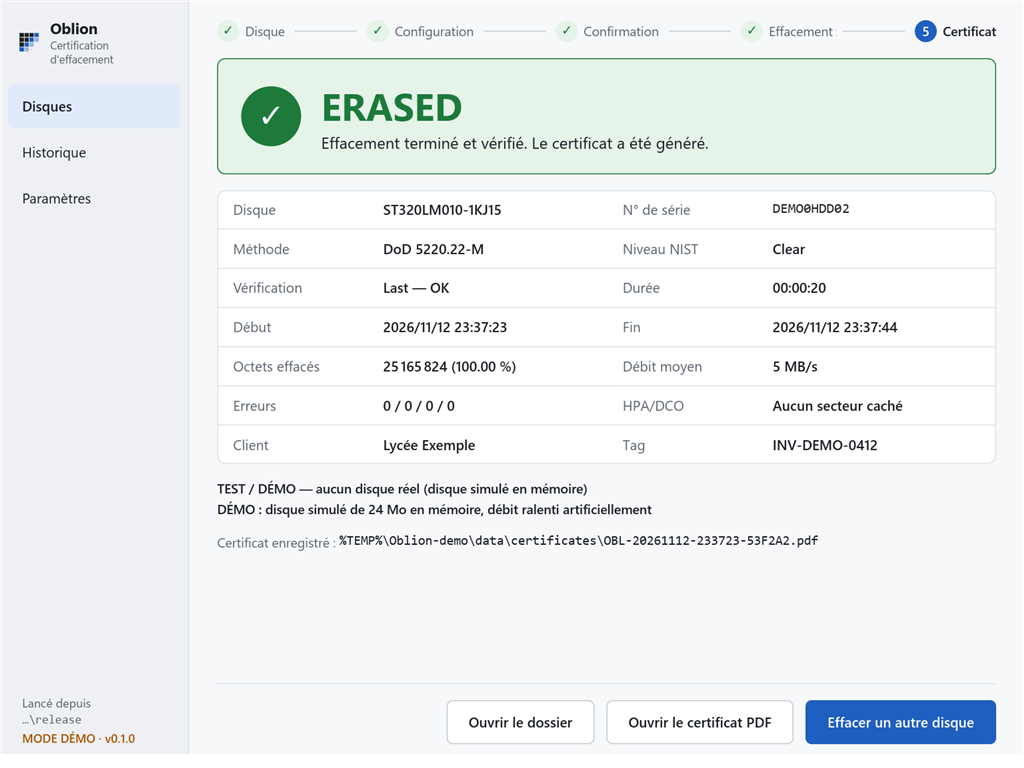 Oblion
Certification
d'effacement
Disques
Historique
Paramètres
✓ Disque ✓ Configuration ✓ Confirmation ✓ Effacement 5 Certificat
✓ ERASED
Effacement terminé et vérifié. Le certificat a été généré.
Disque ST320LM010-1KJ15 N° de série DEMO0HDD02
Méthode DoD 5220.22-M Niveau NIST Clear
Vérification Last — OK Durée 00:00:20
Début 2026/11/12 23:37:23 Fin 2026/11/12 23:37:44
Octets effacés 25 165 824 (100.00 %) Débit moyen 5 MB/s
Erreurs 0 / 0 / 0 / 0 HPA/DCO Aucun secteur caché
Client Lycée Exemple Tag INV-DEMO-0412
TEST / DÉMO — aucun disque réel (disque simulé en mémoire)
DÉMO : disque simulé de 24 Mo en mémoire, débit ralenti artificiellement
Certificat enregistré : %TEMP%\Oblion-demo\data\certificates\OBL-20261112-233723-53F2A2.pdf
Lancé depuis
…\release
MODE DÉMO · v0.1.0
Ouvrir le dossier Ouvrir le certificat PDF Effacer un autre disque